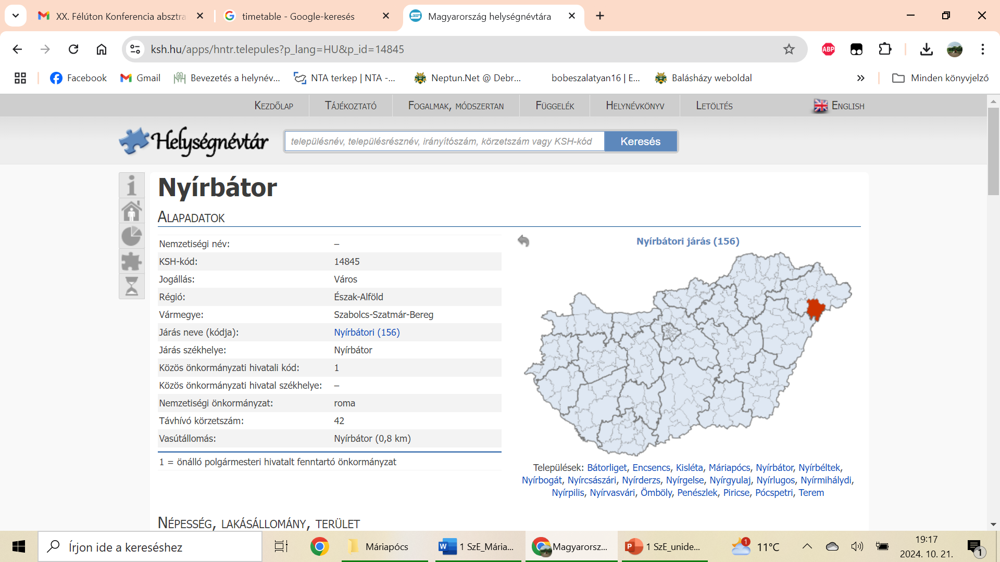 XX. Félúton Konferencia absztra
timetable - Google-keresés
Magyarország helységnévtára
ksh.hu/apps/hntr.telepules?p_lang=HU&p_id=14845
ABP
Facebook
Gmail
Bevezetés a helynév...
NTA terkep | NTA -...
Neptun.Net @ Debr...
bobeszalatyan16 | E...
Balásházy weboldal
»
Minden könyvjelző
Kezdőlap
Tájékoztató
Fogalmak, módszertan
Függelék
Helynévkönyv
Letöltés
English
Helységnévtár
településnév, településrésznév, irányítószám, körzetszám vagy KSH-kód
Keresés
Nyírbátor
Alapadatok
Nemzetiségi név: –
KSH-kód: 14845
Jogállás: Város
Régió: Észak-Alföld
Vármegye: Szabolcs-Szatmár-Bereg
Járás neve (kódja): Nyírbátori (156)
Járás székhelye: Nyírbátor
Közös önkormányzati hivatali kód: 1
Közös önkormányzati hivatal székhelye: –
Nemzetiségi önkormányzat: roma
Távhívó körzetszám: 42
Vasútállomás: Nyírbátor (0,8 km)
1 = önálló polgármesteri hivatalt fenntartó önkormányzat
Nyírbátori járás (156)
Települések: Bátorliget, Encsencs, Kisléta, Máriapócs, Nyírbátor, Nyírbéltek,
Nyírbogát, Nyírcsászári, Nyírderzs, Nyírgelse, Nyírgyulaj, Nyírlugos, Nyírmihálydi,
Nyírpilis, Nyírvasvári, Ömböly, Penészlek, Piricse, Pócspetri, Terem
Népesség, lakásállomány, terület
Írjon ide a kereséshez
Máriapócs
1 SzE_Mária...
Magyarorsz...
1 SzE_unide...
1
11°C
19:17
2024. 10. 21.
1